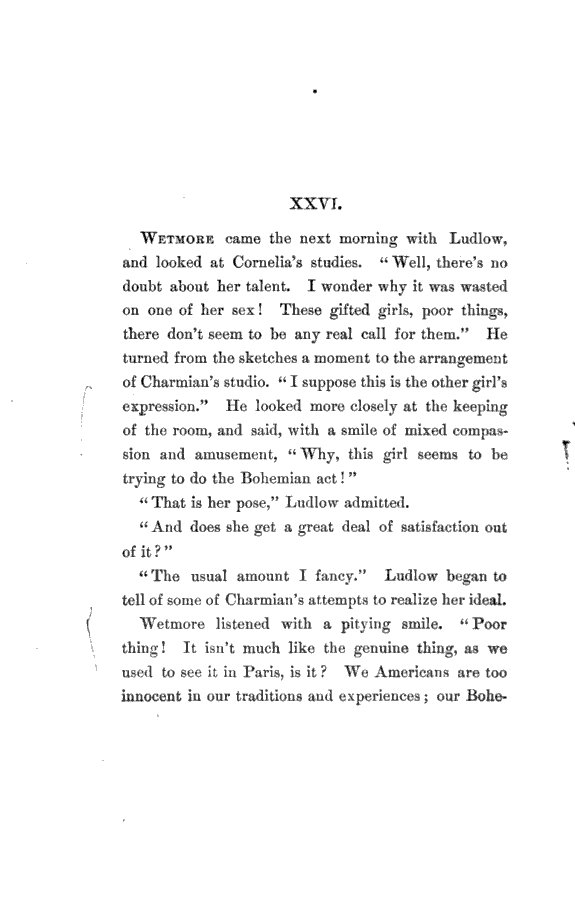 XXVI.
WETMORE came the next morning with Ludlow,
and looked at Cornelia's studies. "Well, there's no
doubt about her talent. I wonder why it was wasted
on one of her sex! These gifted girls, poor things,
there don't seem to be any real call for them." He
turned from the sketches a moment to the arrangement
of Charmian's studio. "I suppose this is the other girl's
expression." He looked more closely at the keeping
of the room, and said, with a smile of mixed compas-
sion and amusement, "Why, this girl seems to be
trying to do the Bohemian act!"
"That is her pose," Ludlow admitted.
"And does she get a great deal of satisfaction out
of it?"
"The usual amount I fancy." Ludlow began to
tell of some of Charmian's attempts to realize her ideal.
Wetmore listened with a pitying smile. "Poor
thing! It isn't much like the genuine thing, as we
used to see it in Paris, is it? We Americans are too
innocent in our traditions and experiences; our Bohe-